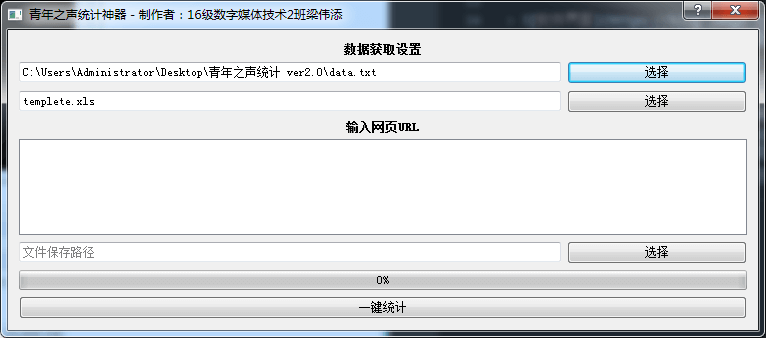 青年之声统计神器 - 制作者：16级数字媒体技术2班梁伟添
数据获取设置
C:\Users\Administrator\Desktop\青年之声统计 ver2.0\data.txt 选择
templete.xls 选择
输入网页URL
文件保存路径 选择
0%
一键统计